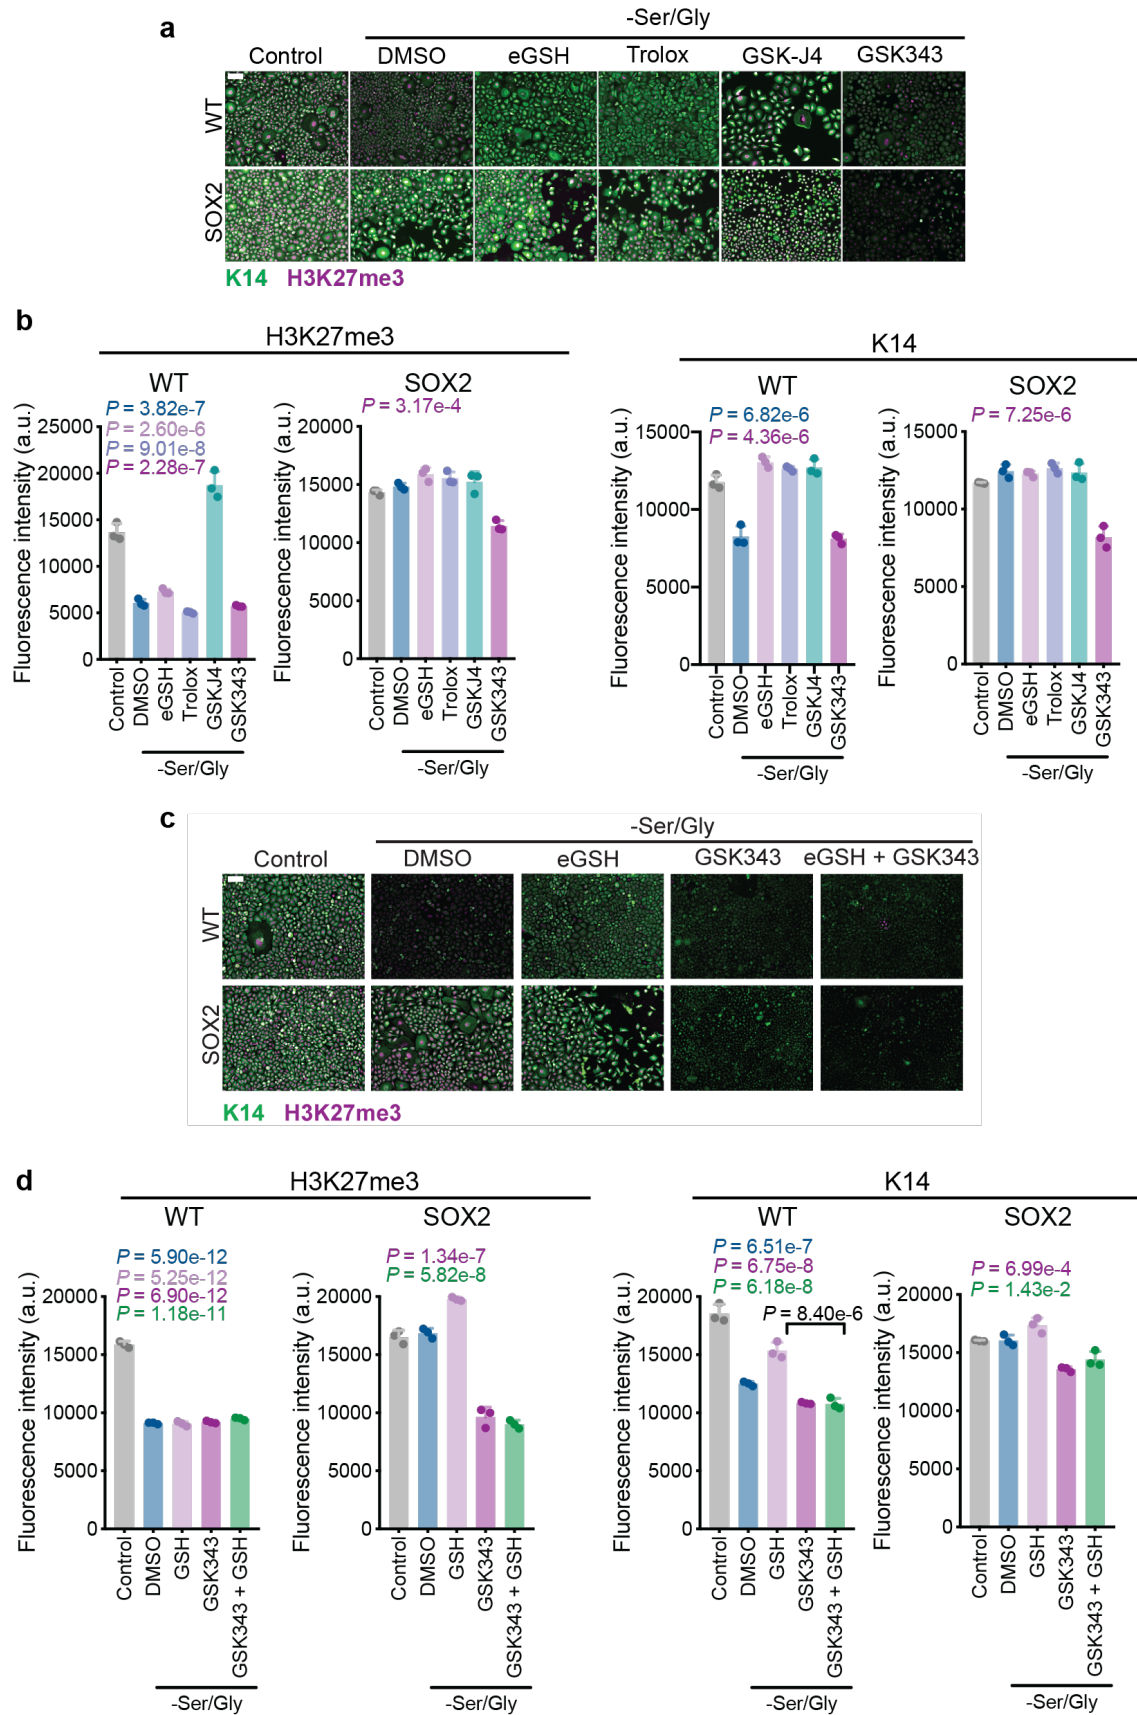 a
-Ser/Gly
Control DMSO eGSH Trolox GSK-J4 GSK343
WT
SOX2
K14 H3K27me3
b
H3K27me3
K14
WT
SOX2
WT
SOX2
P = 3.82e-7
P = 2.60e-6
P = 9.01e-8
P = 2.28e-7
Fluorescence intensity (a.u.)
25000
20000
15000
10000
5000
0
Control
DMSO
eGSH
Trolox
GSKJ4
GSK343
-Ser/Gly
P = 3.17e-4
Fluorescence intensity (a.u.)
20000
15000
10000
5000
0
Control
DMSO
eGSH
Trolox
GSKJ4
GSK343
-Ser/Gly
P = 6.82e-6
P = 4.36e-6
Fluorescence intensity (a.u.)
15000
10000
5000
0
Control
DMSO
eGSH
Trolox
GSKJ4
GSK343
-Ser/Gly
P = 7.25e-6
Fluorescence intensity (a.u.)
15000
10000
5000
0
Control
DMSO
eGSH
Trolox
GSKJ4
GSK343
-Ser/Gly
c
-Ser/Gly
Control DMSO eGSH GSK343 eGSH + GSK343
WT
SOX2
K14 H3K27me3
d
H3K27me3
K14
WT
SOX2
WT
SOX2
P = 5.90e-12
P = 5.25e-12
P = 6.90e-12
P = 1.18e-11
Fluorescence intensity (a.u.)
20000
15000
10000
5000
0
Control
DMSO
GSH
GSK343
GSK343 + GSH
-Ser/Gly
P = 1.34e-7
P = 5.82e-8
Fluorescence intensity (a.u.)
20000
15000
10000
5000
0
Control
DMSO
GSH
GSK343
GSK343 + GSH
-Ser/Gly
P = 6.51e-7
P = 6.75e-8
P = 6.18e-8
P = 8.40e-6
Fluorescence intensity (a.u.)
20000
15000
10000
5000
0
Control
DMSO
GSH
GSK343
GSK343 + GSH
-Ser/Gly
P = 6.99e-4
P = 1.43e-2
Fluorescence intensity (a.u.)
20000
15000
10000
5000
0
Control
DMSO
GSH
GSK343
GSK343 + GSH
-Ser/Gly